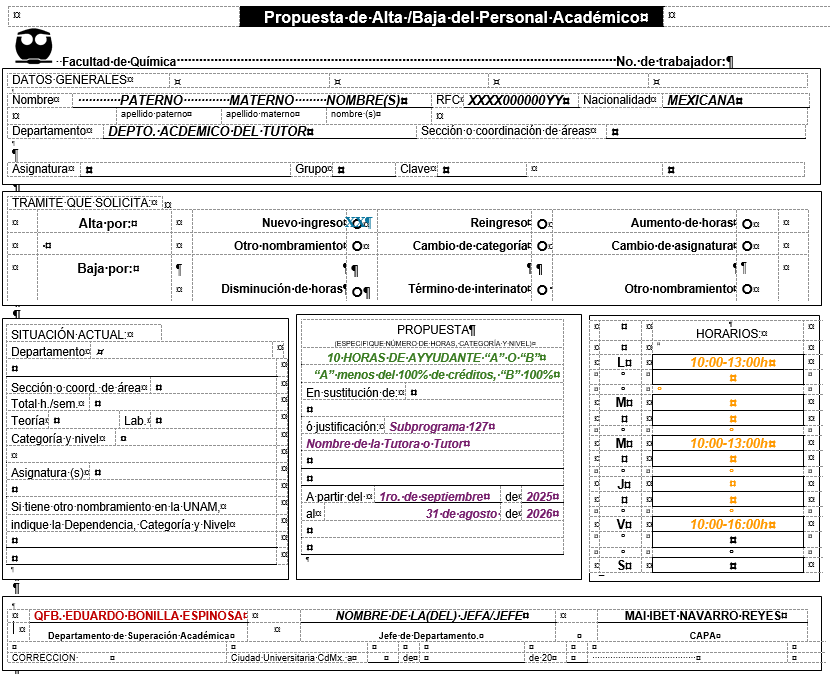 Propuesta de Alta /Baja del Personal Académico
Facultad de Química No. de trabajador:
DATOS GENERALES
Nombre PATERNO MATERNO NOMBRE(S) RFC XXXX000000YY Nacionalidad MEXICANA
apellido paterno apellido materno nombre (s)
Departamento DEPTO. ACDEMICO DEL TUTOR Sección o coordinación de áreas
Asignatura Grupo Clave
TRAMITE QUE SOLICITA:
Alta por: Nuevo ingreso Reingreso Aumento de horas
Otro nombramiento Cambio de categoría Cambio de asignatura
Baja por:
Disminución de horas Término de interinato Otro nombramiento
SITUACIÓN ACTUAL:
Departamento
Sección o coord. de área
Total h./sem.
Teoría Lab.
Categoría y nivel
Asignatura (s)
Si tiene otro nombramiento en la UNAM,
indique la Dependencia, Categoría y Nivel
PROPUESTA
(ESPECIFIQUE NÚMERO DE HORAS, CATEGORÍA Y NIVEL)
10 HORAS DE AYYUDANTE “A” O “B”
“A” menos del 100% de créditos, “B” 100%
En sustitución de:
ó justificación: Subprograma 127
Nombre de la Tutora o Tutor
A partir del 1ro. de septiembre de 2025
al 31 de agosto de 2026
HORARIOS:
L 10:00-13:00h
M
M 10:00-13:00h
J
V 10:00-16:00h
S
QFB. EDUARDO BONILLA ESPINOSA NOMBRE DE LA(DEL) JEFA/JEFE MAI IBET NAVARRO REYES
Departamento de Superación Académica Jefe de Departamento. CAPA
CORRECCION Ciudad Universitaria CdMx. a de de 20